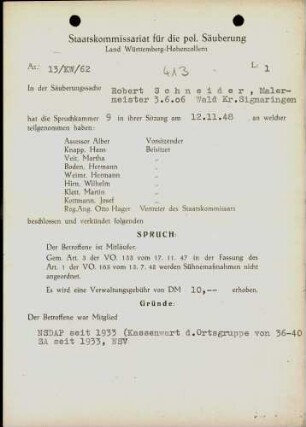 Staatskommissariat für die pol. Säuberung
Land Württemberg-Hohenzollern
Az.: 13/KW/62
413
L: 1
In der Säuberungssache Robert Schneider, Maler-
meister 3.6.06 Wald Kr.Sigmaringen
hat die Spruchkammer 9 in ihrer Sitzung am 12.11.48 an welcher
teilgenommen haben:
Assessor Alber Vorsitzender
Knapp, Hans Beisitzer
Veit, Martha "
Boden, Hermann "
Weimr, Hermann "
Hirn, Wilhelm "
Klott, Martin "
Kottmann, Josef "
Reg.Ang. Otto Hager Vertreter des Staatskommissars
beschlossen und verkündet folgenden
SPRUCH:
Der Betroffene ist Mitläufer.
Gem. Art. 3 der VO. 133 vom 17. 11. 47 in der Fassung des
Art. 1 der VO. 165 vom 13. 7. 48 werden Sühnemaßnahmen nicht
angeordnet.
Es wird eine Verwaltungsgebühr von DM 10,-- erhoben.
Gründe:
Der Betroffene war Mitglied
NSDAP seit 1933 (Kassenwart d.Ortsgruppe von 36-40
SA seit 1933, NSV